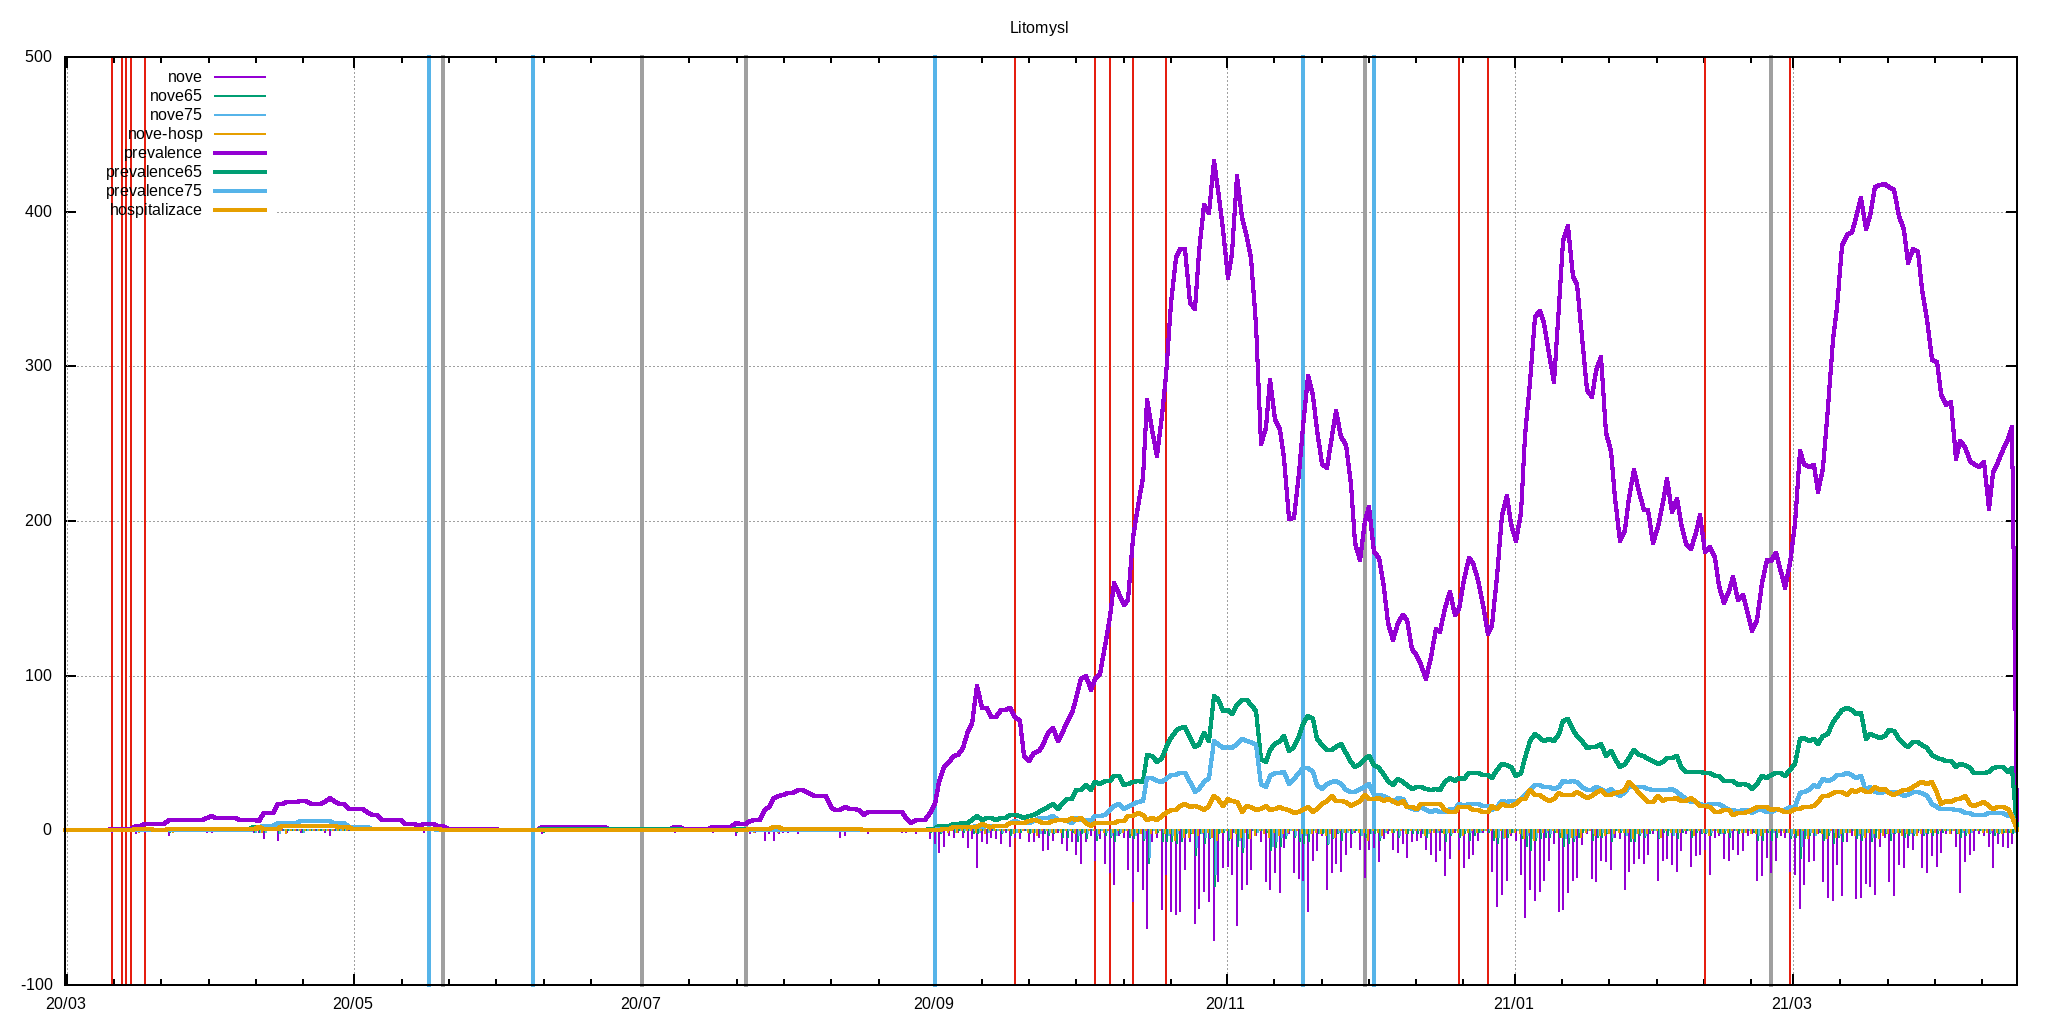 Litomysl
500
nove
nove65
nove75
nove-hosp
prevalence
prevalence65
prevalence75
hospitalizace
400
300
200
100
0
-100
20/03 20/05 20/07 20/09 20/11 21/01 21/03